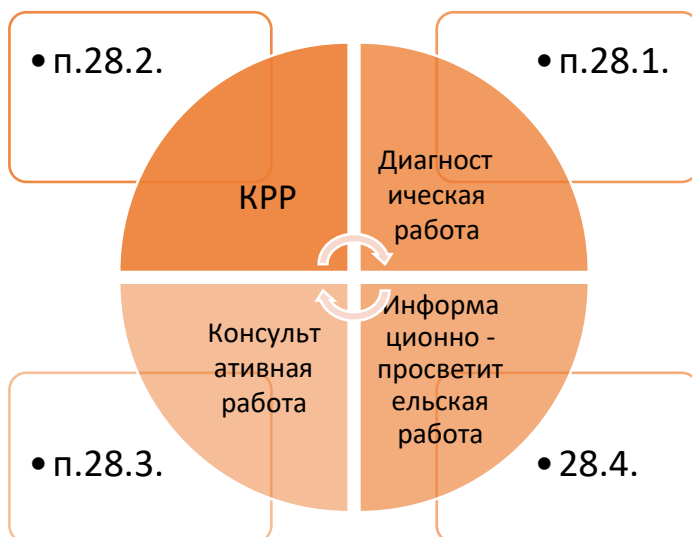 • п.28.2.
• п.28.1.
КРР
Диагност
ическая
работа
Консульт
ативная
работа
Информа
ционно -
просветит
ельская
работа
• п.28.3.
• 28.4.